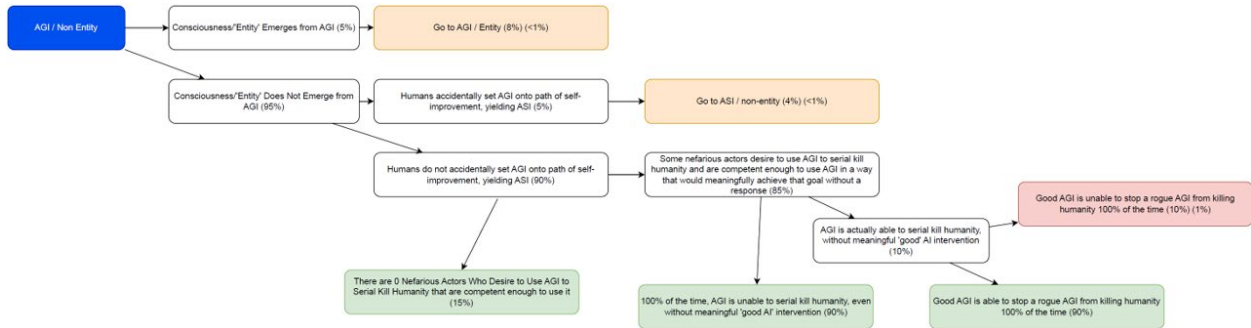 AGI / Non Entity
Consciousness/'Entity' Emerges from AGI (5%)
Go to AGI / Entity (8%) (<1%)
Consciousness/'Entity' Does Not Emerge from
AGI (95%)
Humans accidentally set AGI onto path of self-
improvement, yielding ASI (5%)
Go to ASI / non-entity (4%) (<1%)
Humans do not accidentally set AGI onto path of self-
improvement, yielding ASI (90%)
Some nefarious actors desire to use AGI to serial kill
humanity and are competent enough to use AGI in a way
that would meaningfully achieve that goal without a
response (85%)
Good AGI is unable to stop a rogue AGI from killing
humanity 100% of the time (10%) (1%)
AGI is actually able to serial kill humanity,
without meaningful 'good' AI intervention
(10%)
There are 0 Nefarious Actors Who Desire to Use AGI to
Serial Kill Humanity that are competent enough to use it
(15%)
100% of the time, AGI is unable to serial kill humanity, even
without meaningful 'good AI' intervention (90%)
Good AGI is able to stop a rogue AGI from killing humanity
100% of the time (90%)